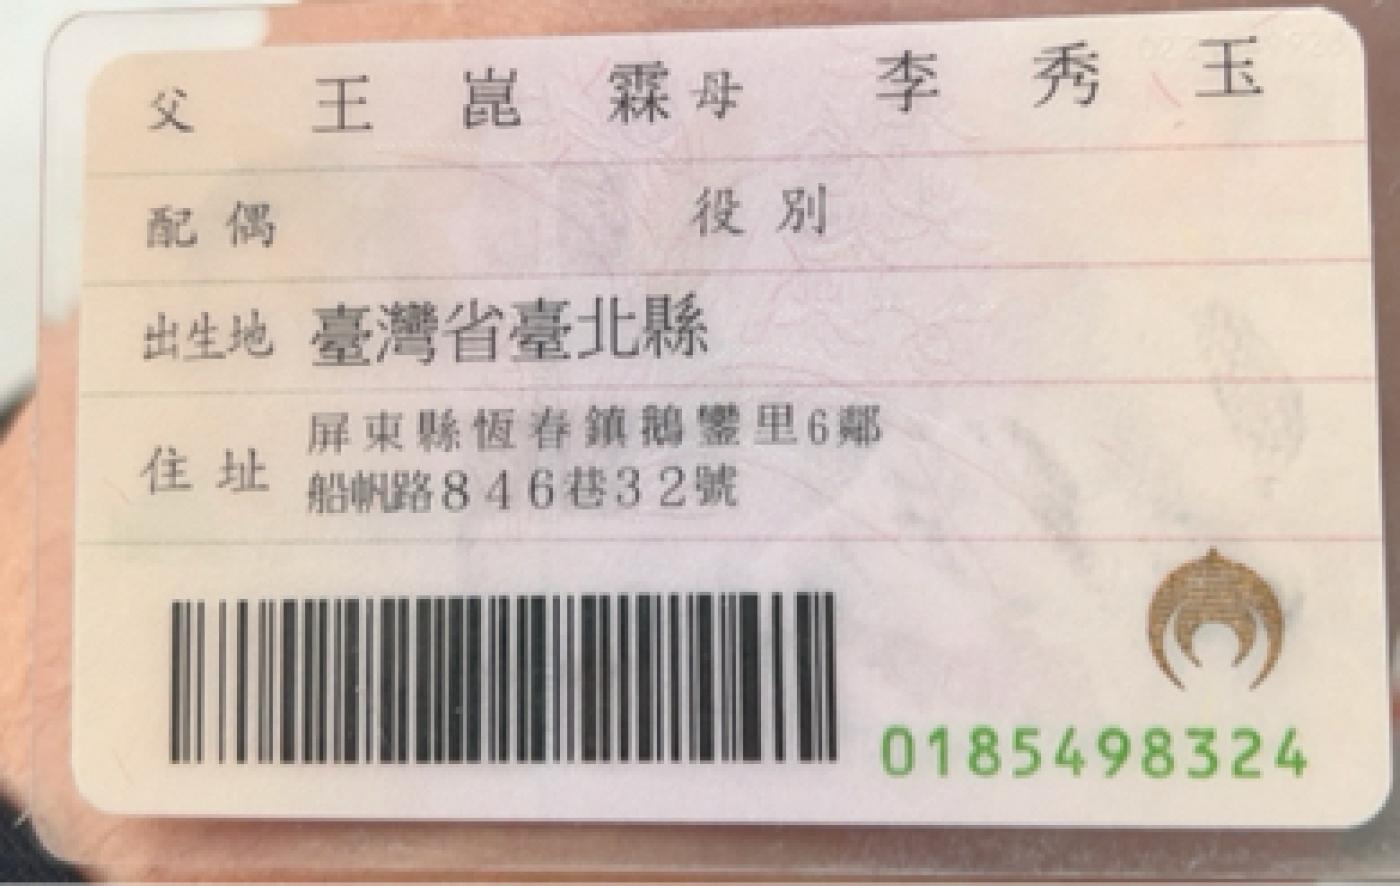 父 王崑霖 母 李秀玉
配偶 役別
出生地 臺灣省臺北縣
住址 屏東縣恆春鎮鵝鑾里6鄰
船帆路846巷32號
0185498324